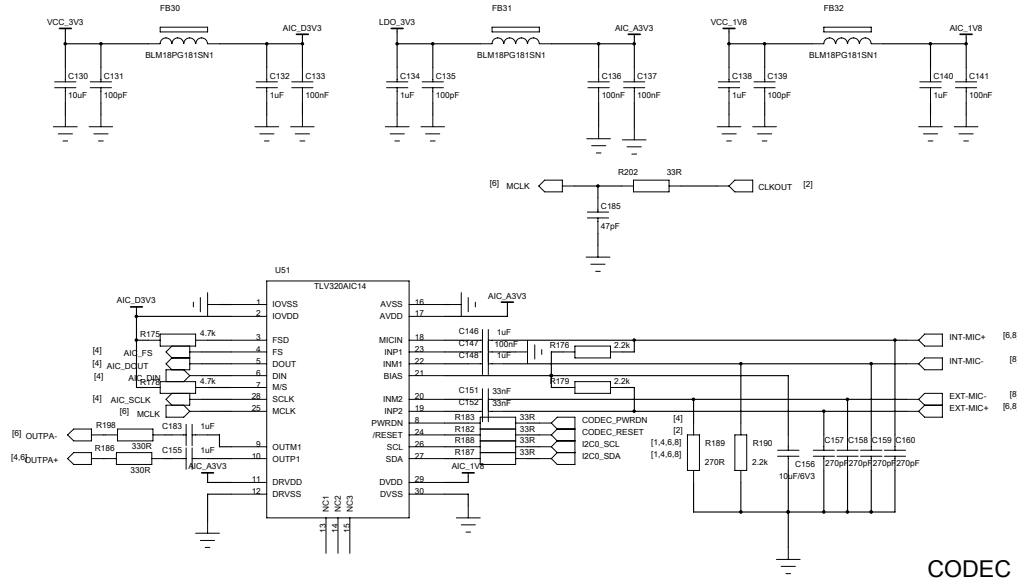 FB30 FB31 FB32
VCC_3V3 AIC_D3V3 LDO_3V3 AIC_A3V3 VCC_1V8 AIC_1V8
BLM18PG181SN1 BLM18PG181SN1 BLM18PG181SN1
C130 C131 C132 C133 C134 C135 C136 C137 C138 C139 C140 C141
10uF 100pF 1uF 100nF 1uF 100pF 100nF 100nF 1uF 100pF 1uF 100nF
R202 33R
[6] MCLK CLKOUT [2]
C185
47pF
U51
TLV320AIC14
AIC_D3V3 AIC_A3V3
1 IOVSS AVSS 16
2 IOVDD AVDD 17
R175 4.7k 3 FSD MICIN 18 C146 1uF R176 2.2k INT-MIC+ [6,8
[4] AIC_FS 4 FS INP1 23 C147 100nF
[4] AIC_DOUT 5 DOUT INM1 22 C148 1uF INT-MIC- [8
[4] AIC_DIN 6 DIN BIAS 21
R178 4.7k 7 M/S R179 2.2k
[4] AIC_SCLK 28 SCLK INM2 20 C151 33nF EXT-MIC- [8
[6] MCLK 25 MCLK INP2 19 C152 33nF EXT-MIC+ [6,8
PWRDN 8 R183 33R CODEC_PWRDN [4]
/RESET 24 R182 33R CODEC_RESET [2]
[6] OUTPA- R198 330R C183 1uF 9 OUTM1 SCL 26 R188 33R I2C0_SCL [1,4,6,8]
[4,6] OUTPA+ R186 330R C155 1uF 10 OUTP1 SDA 27 R187 33R I2C0_SDA [1,4,6,8]
AIC_A3V3 AIC_1V8
11 DRVDD DVDD 29
12 DRVSS DVSS 30
R189 R190 C156 C157 C158 C159 C160
270R 2.2k 10uF/6V3 270pF 270pF 270pF 270pF
NC1 NC2 NC3
13 14 15
CODEC